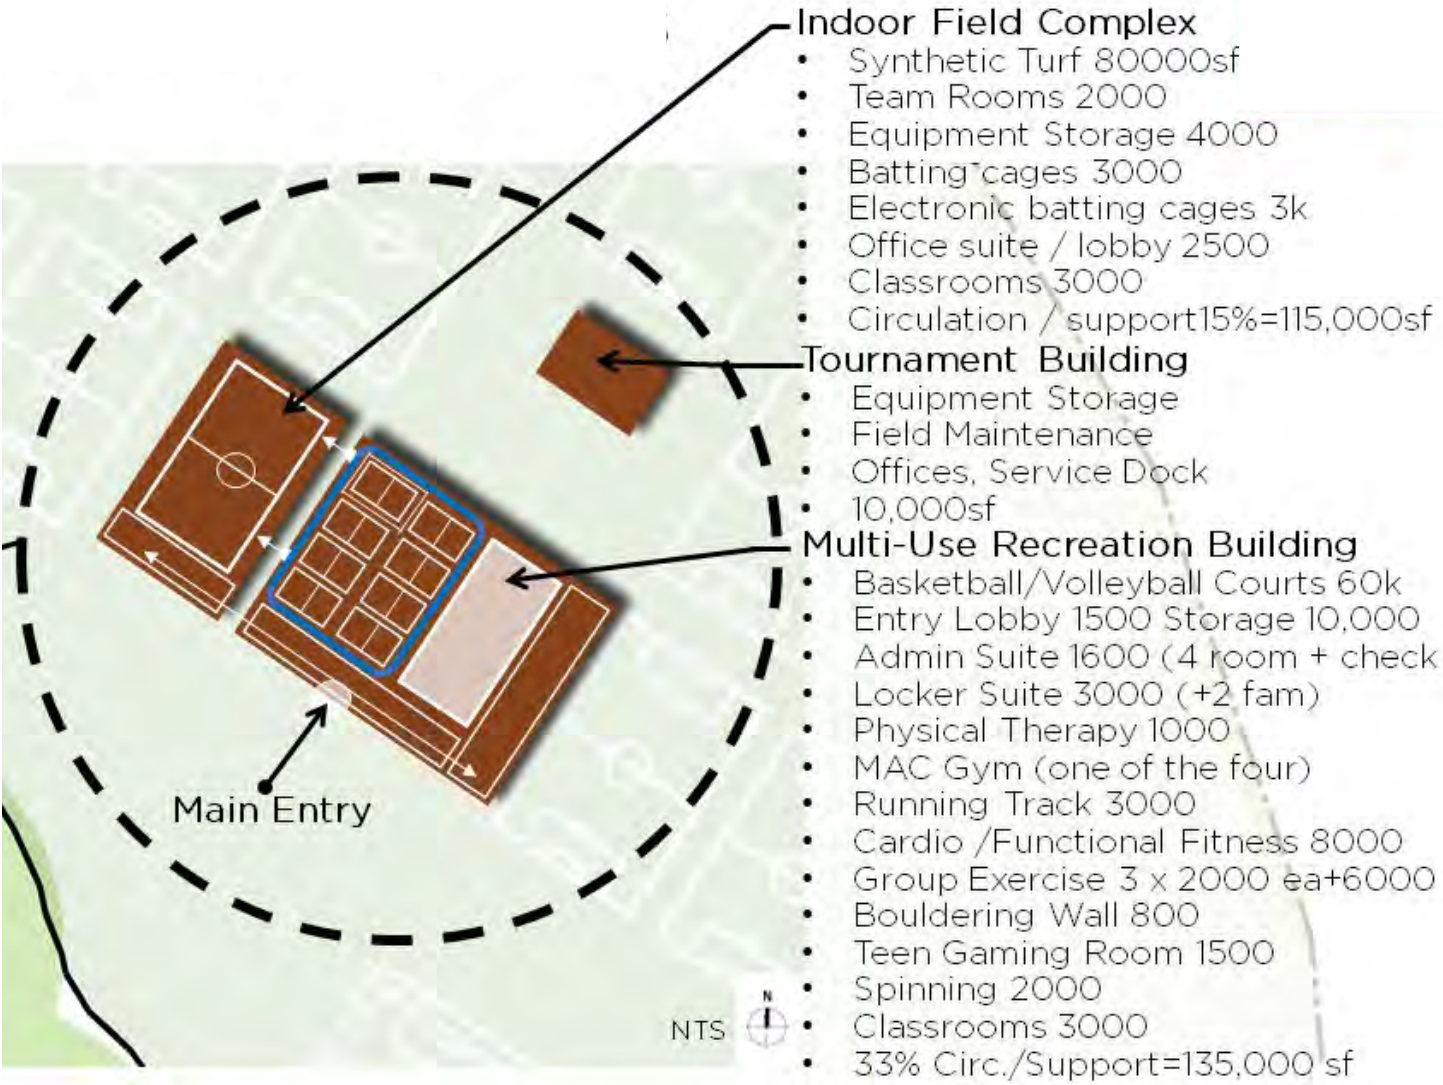 Indoor Field Complex
• Synthetic Turf 80000sf
• Team Rooms 2000
• Equipment Storage 4000
• Batting cages 3000
• Electronic batting cages 3k
• Office suite / lobby 2500
• Classrooms 3000
• Circulation / support15%=115,000sf
Tournament Building
• Equipment Storage
• Field Maintenance
• Offices, Service Dock
• 10,000sf
Multi-Use Recreation Building
• Basketball/Volleyball Courts 60k
• Entry Lobby 1500 Storage 10,000
• Admin Suite 1600 (4 room + check
• Locker Suite 3000 (+2 fam)
• Physical Therapy 1000
• MAC Gym (one of the four)
• Running Track 3000
• Cardio /Functional Fitness 8000
• Group Exercise 3 x 2000 ea+6000
• Bouldering Wall 800
• Teen Gaming Room 1500
• Spinning 2000
• Classrooms 3000
• 33% Circ./Support=135,000 sf
Main Entry
NTS
N